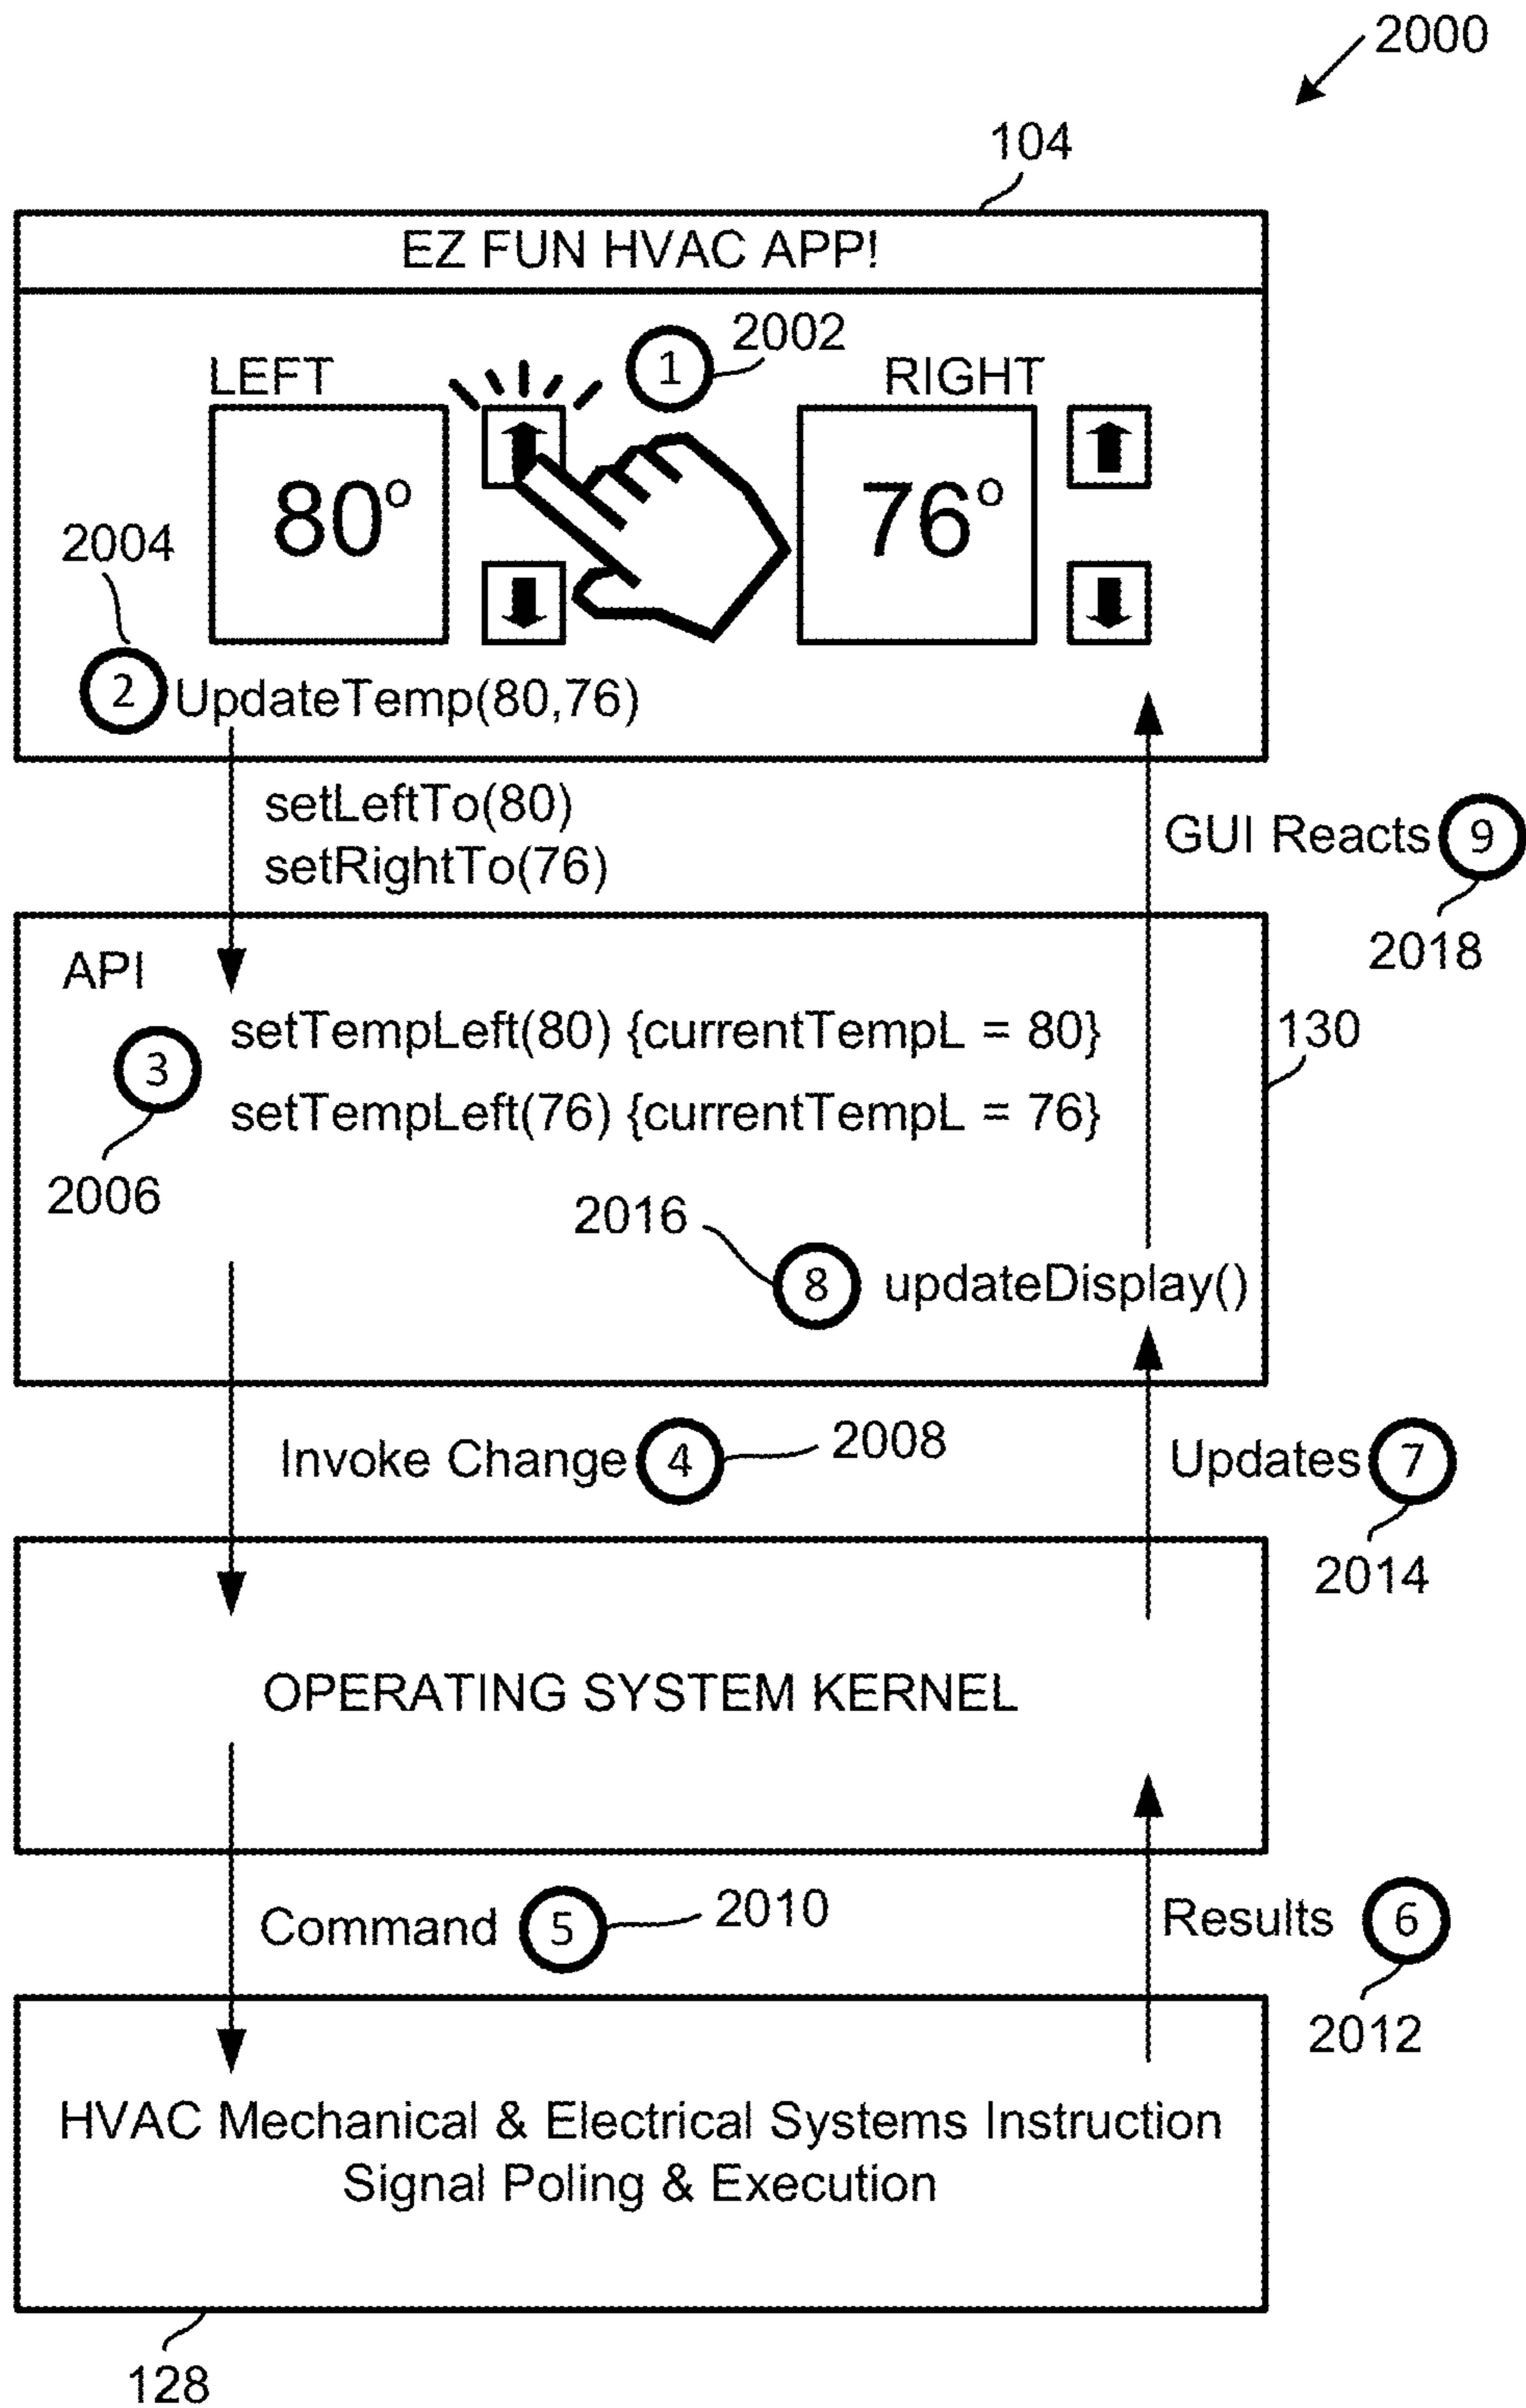 2000
104
EZ FUN HVAC APP!
1 2002
LEFT
RIGHT
80°
76°
2004
2 UpdateTemp(80,76)
setLeftTo(80)
setRightTo(76)
GUI Reacts 9
2018
API
130
3
setTempLeft(80) {currentTempL = 80}
setTempLeft(76) {currentTempL = 76}
2006
2016
8 updateDisplay()
Invoke Change 4 2008
Updates 7
2014
OPERATING SYSTEM KERNEL
Command 5 2010
Results 6
2012
HVAC Mechanical & Electrical Systems Instruction
Signal Poling & Execution
128